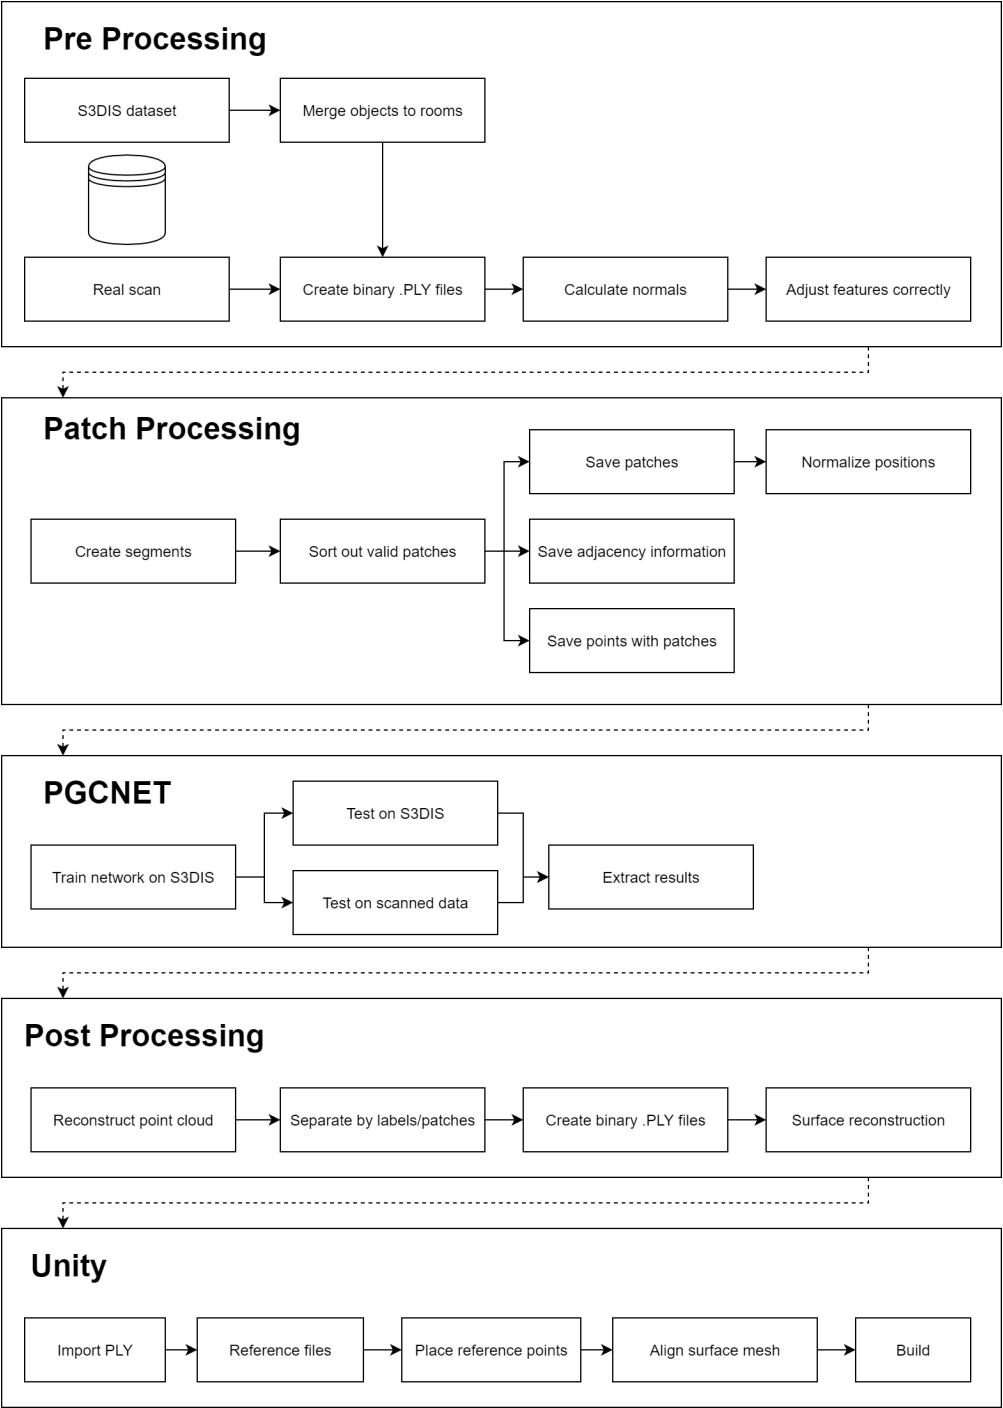 Pre Processing
S3DIS dataset
Merge objects to rooms
Real scan
Create binary .PLY files
Calculate normals
Adjust features correctly
Patch Processing
Save patches
Normalize positions
Create segments
Sort out valid patches
Save adjacency information
Save points with patches
PGCNET
Test on S3DIS
Train network on S3DIS
Extract results
Test on scanned data
Post Processing
Reconstruct point cloud
Separate by labels/patches
Create binary .PLY files
Surface reconstruction
Unity
Import PLY
Reference files
Place reference points
Align surface mesh
Build